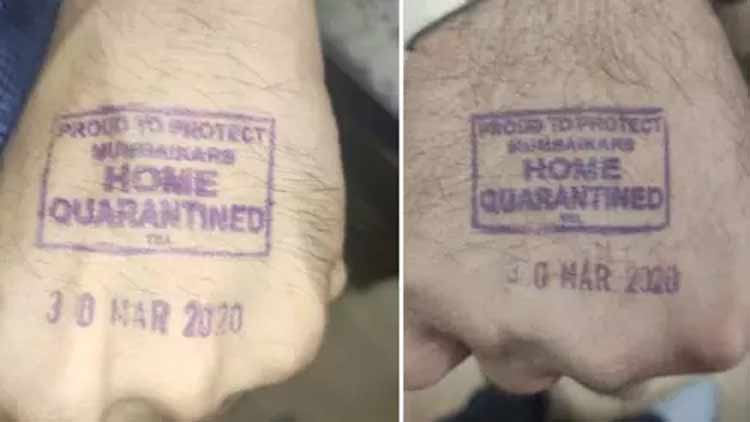 PROUD TO PROTECT
MUMBAIKARS
HOME
QUARANTINED
30 MAR 2020
PROUD TO PROTECT
MUMBAIKARS
HOME
QUARANTINED
30 MAR 2020